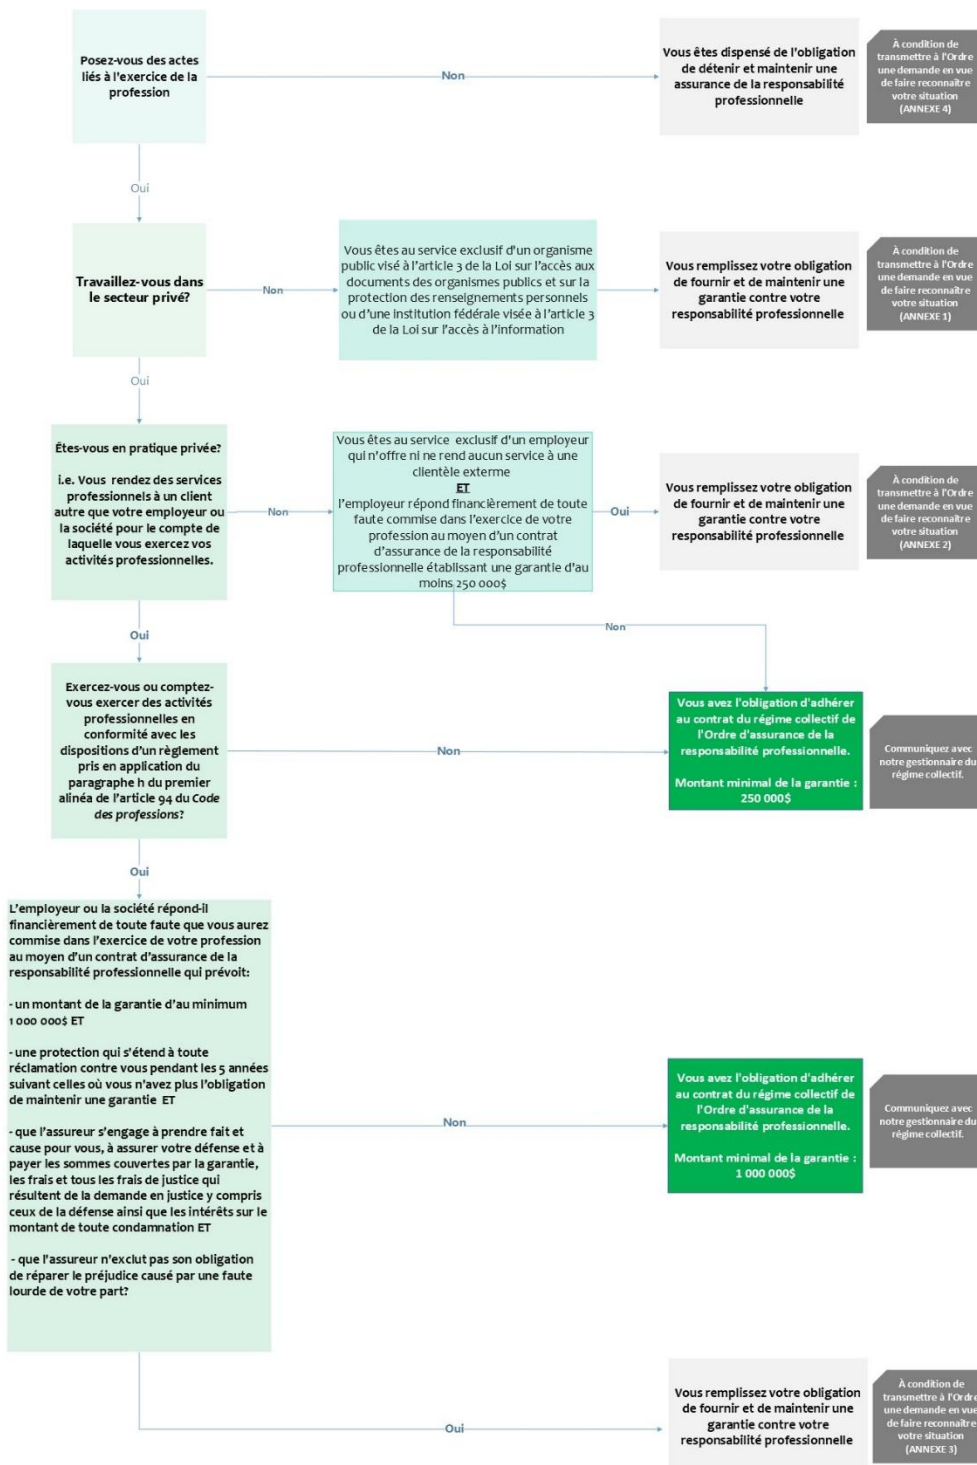 Posez-vous des actes
liés à l'exercice de la
profession
Non
Vous êtes dispensé de l'obligation
de détenir et maintenir une
assurance de la responsabilité
professionnelle
À condition de
transmettre à l'Ordre
une demande en vue
de faire reconnaître
votre situation
(ANNEXE 4)
Oui
Travaillez-vous dans
le secteur privé?
Non
Vous êtes au service exclusif d'un organisme
public visé à l'article 3 de la Loi sur l'accès aux
documents des organismes publics et sur la
protection des renseignements personnels
ou d'une institution fédérale visée à l'article 3
de la Loi sur l'accès à l'information
Vous remplissez votre obligation
de fournir et de maintenir une
garantie contre votre
responsabilité professionnelle
À condition de
transmettre à l'Ordre
une demande en vue
de faire reconnaître
votre situation
(ANNEXE 1)
Oui
Êtes-vous en pratique privée?
i.e. Vous rendez des services
professionnels à un client
autre que votre employeur ou
la société pour le compte de
laquelle vous exercez vos
activités professionnelles.
Non
Vous êtes au service exclusif d'un employeur
qui n'offre ni ne rend aucun service à une
clientèle exterme
ET
l'employeur répond financièrement de toute
faute commise dans l'exercice de votre
profession au moyen d'un contrat
d'assurance de la responsabilité
professionnelle établissant une garantie d'au
moins 250 000$
Oui
Vous remplissez votre obligation
de fournir et de maintenir une
garantie contre votre
responsabilité professionnelle
À condition de
transmettre à l'Ordre
une demande en vue
de faire reconnaître
votre situation
(ANNEXE 2)
Non
Oui
Exercez-vous ou comptez-
vous exercer des activités
professionnelles en
conformité avec les
dispositions d'un règlement
pris en application du
paragraphe h du premier
alinéa de l'article 94 du Code
des professions?
Non
Vous avez l'obligation d'adhérer
au contrat du régime collectif de
l'Ordre d'assurance de la
responsabilité professionnelle.
Montant minimal de la garantie :
250 000$
Communiquez avec
notre gestionnaire du
régime collectif.
Oui
L'employeur ou la société répond-il
financièrement de toute faute que vous aurez
commise dans l'exercice de votre profession
au moyen d'un contrat d'assurance de la
responsabilité professionnelle qui prévoit:
- un montant de la garantie d'au minimum
1 000 000$ ET
- une protection qui s'étend à toute
réclamation contre vous pendant les 5 années
suivant celles où vous n'avez plus l'obligation
de maintenir une garantie ET
- que l'assureur s'engage à prendre fait et
cause pour vous, à assurer votre défense et à
payer les sommes couvertes par la garantie,
les frais et tous les frais de justice qui
résultent de la demande en justice y compris
ceux de la défense ainsi que les intérêts sur le
montant de toute condamnation ET
- que l'assureur n'exclut pas son obligation
de réparer le préjudice causé par une faute
lourde de votre part?
Non
Vous avez l'obligation d'adhérer
au contrat du régime collectif de
l'Ordre d'assurance de la
responsabilité professionnelle.
Montant minimal de la garantie :
1 000 000$
Communiquez avec
notre gestionnaire du
régime collectif.
Oui
Vous remplissez votre obligation
de fournir et de maintenir une
garantie contre votre
responsabilité professionnelle
À condition de
transmettre à l'Ordre
une demande en vue
de faire reconnaître
votre situation
(ANNEXE 3)